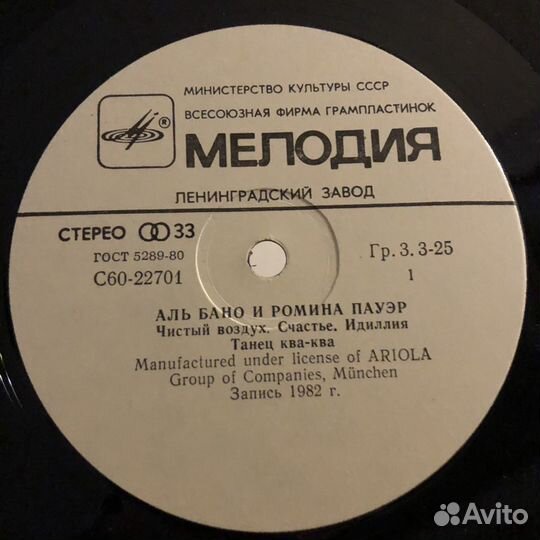 МИНИСТЕРСТВО КУЛЬТУРЫ СССР
ВСЕСОЮЗНАЯ ФИРМА ГРАМПЛАСТИНОК
® МЕЛОДИЯ
ЛЕНИНГРАДСКИЙ ЗАВОД
СТЕРЕО 33
ГОСТ 5289-80
С60-22701
Гр. 3. 3-25
1
АЛЬ БАНО И РОМИНА ПАУЭР
Чистый воздух. Счастье. Идиллия
Танец ква-ква
Manufactured under license of ARIOLA
Group of Companies, München
Запись 1982 г.
Avito